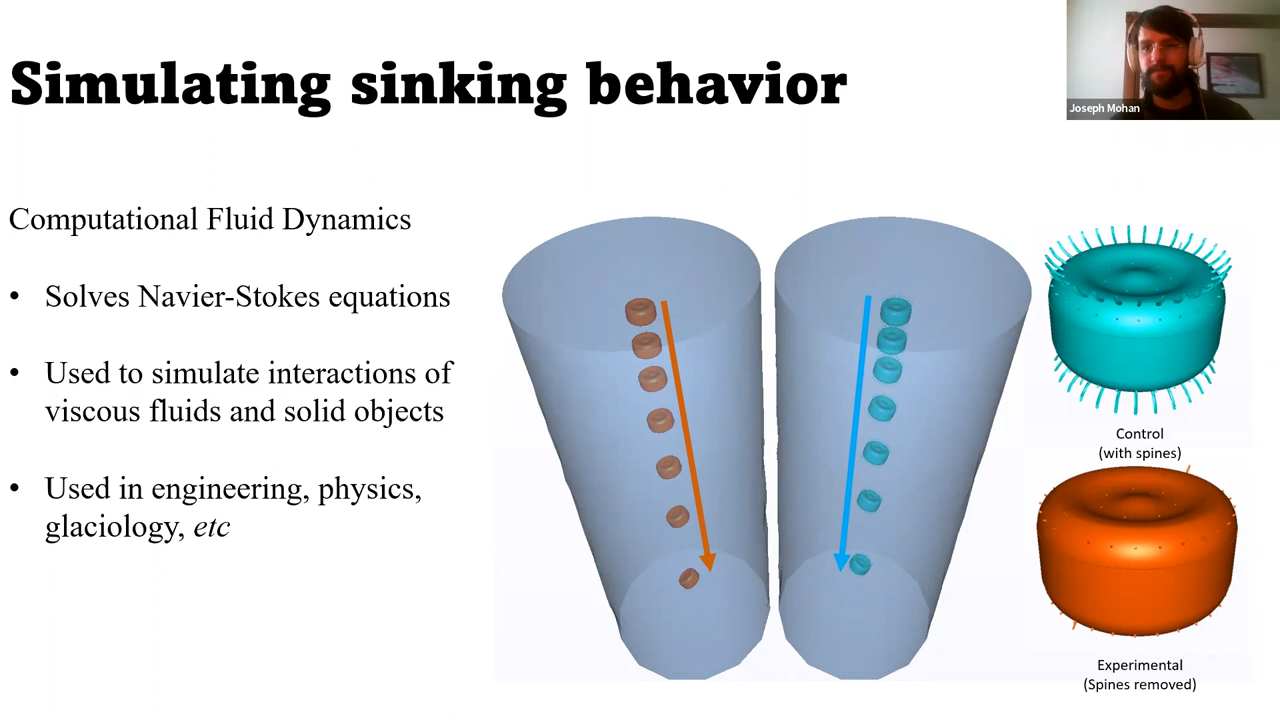 Simulating sinking behavior
Joseph Mohan
Computational Fluid Dynamics
• Solves Navier-Stokes equations
• Used to simulate interactions of
viscous fluids and solid objects
• Used in engineering, physics,
glaciology, etc
Control
(with spines)
Experimental
(Spines removed)